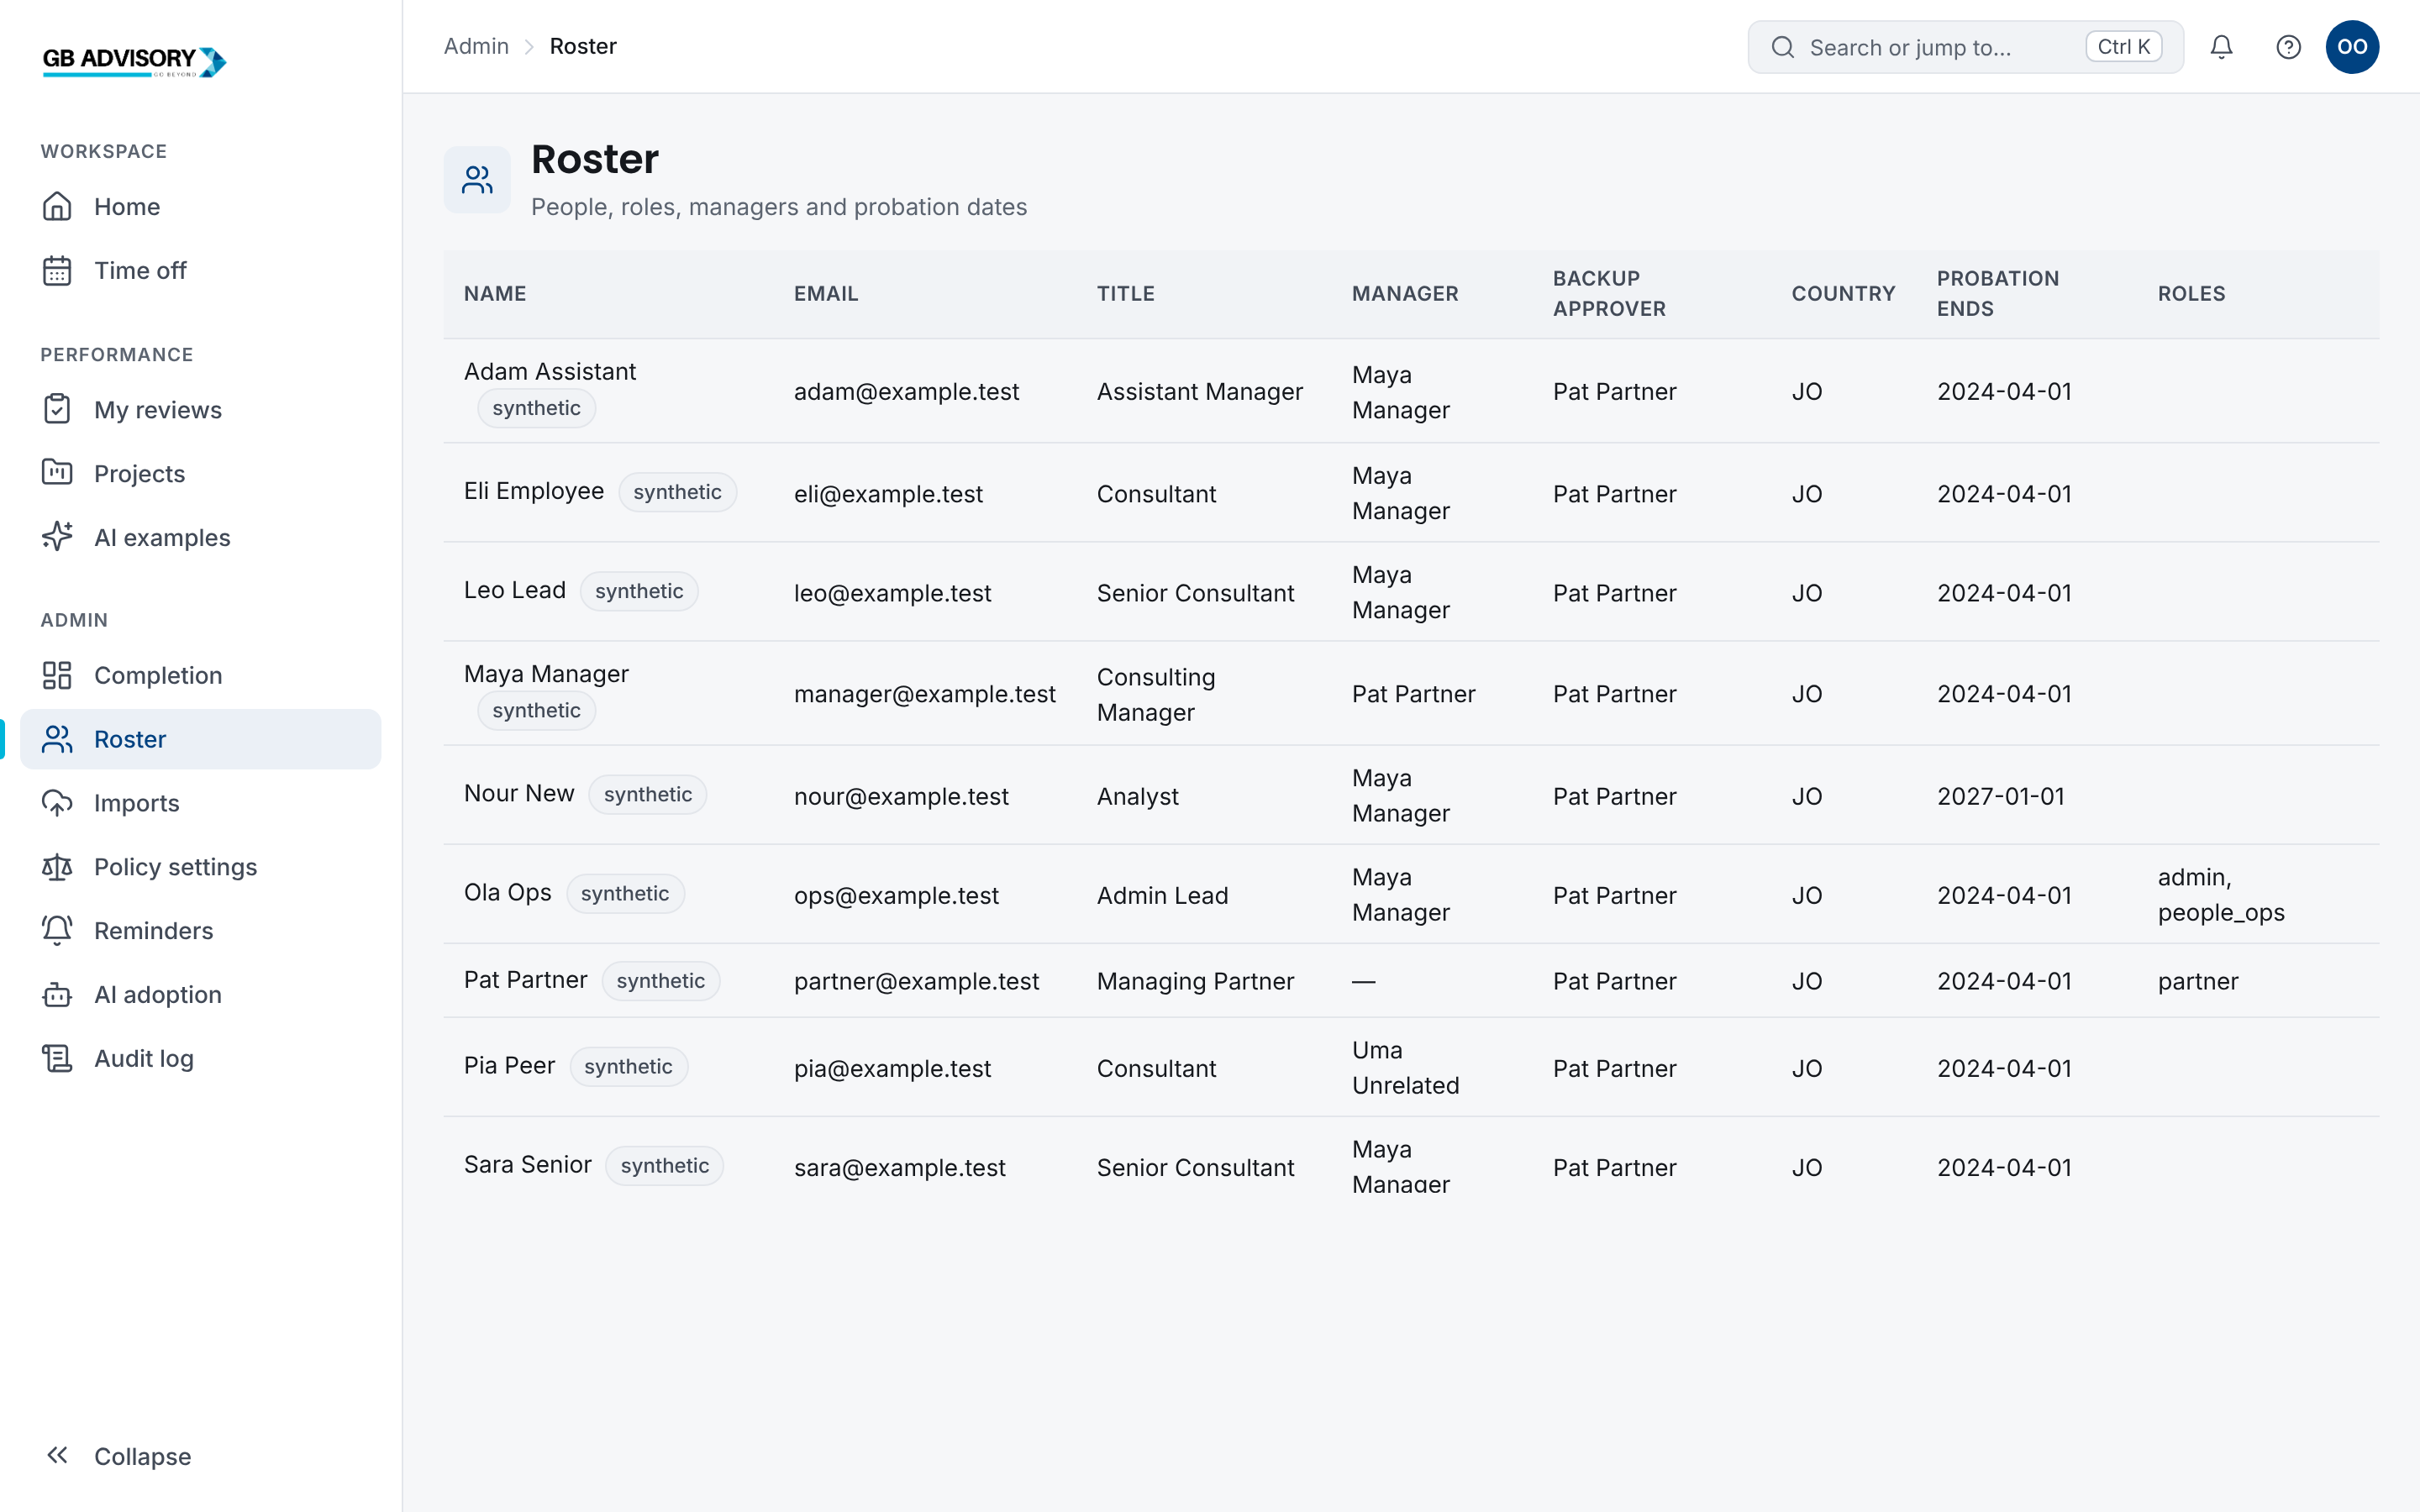 GB ADVISORY
GO BEYOND
WORKSPACE
Home
Time off
PERFORMANCE
My reviews
Projects
AI examples
ADMIN
Completion
Roster
Imports
Policy settings
Reminders
AI adoption
Audit log
Collapse
Admin > Roster
Search or jump to... Ctrl K
OO
Roster
People, roles, managers and probation dates
NAME EMAIL TITLE MANAGER BACKUP APPROVER COUNTRY PROBATION ENDS ROLES
Adam Assistant synthetic adam@example.test Assistant Manager Maya Manager Pat Partner JO 2024-04-01
Eli Employee synthetic eli@example.test Consultant Maya Manager Pat Partner JO 2024-04-01
Leo Lead synthetic leo@example.test Senior Consultant Maya Manager Pat Partner JO 2024-04-01
Maya Manager synthetic manager@example.test Consulting Manager Pat Partner Pat Partner JO 2024-04-01
Nour New synthetic nour@example.test Analyst Maya Manager Pat Partner JO 2027-01-01
Ola Ops synthetic ops@example.test Admin Lead Maya Manager Pat Partner JO 2024-04-01 admin, people_ops
Pat Partner synthetic partner@example.test Managing Partner — Pat Partner JO 2024-04-01 partner
Pia Peer synthetic pia@example.test Consultant Uma Unrelated Pat Partner JO 2024-04-01
Sara Senior synthetic sara@example.test Senior Consultant Maya Manager Pat Partner JO 2024-04-01